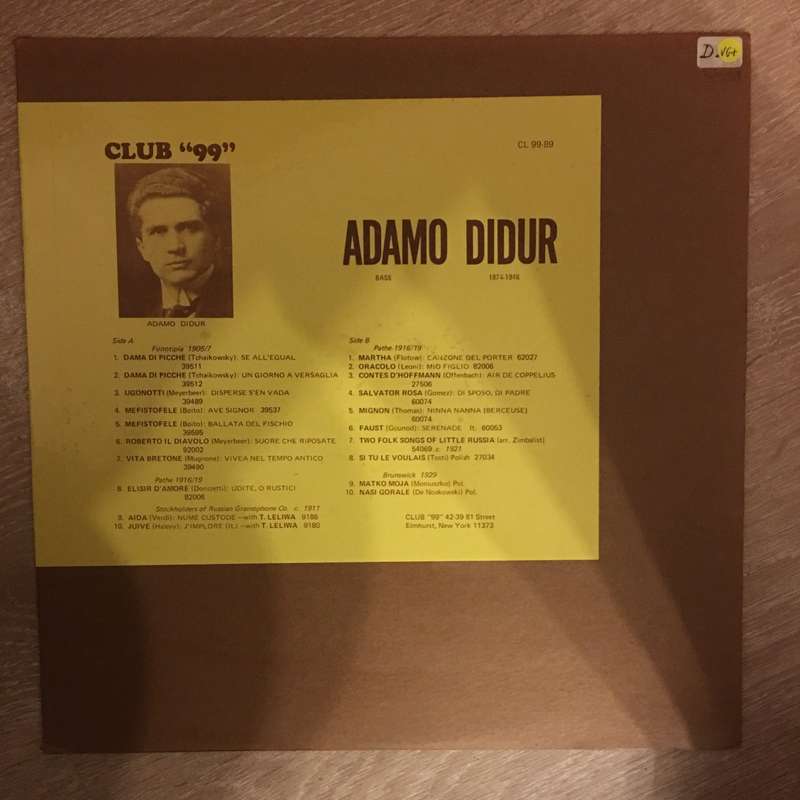 D. VG+
CLUB "99"
CL 99-89
ADAMO DIDUR
BASS 1874-1946
ADAMO DIDUR
Side A
Fonotipia 1905/7
1. DAMA DI PICCHE (Tchaikowsky): SE ALL'EGUAL
39511
2. DAMA DI PICCHE (Tchaikowsky): UN GIORNO A VERSAGLIA
39512
3. UGONOTTI (Meyerbeer): DISPERSE S'EN VADA
39489
4. MEFISTOFELE (Boito): AVE SIGNOR 39537
5. MEFISTOFELE (Boito): BALLATA DEL FISCHIO
39595
6. ROBERTO IL DIAVOLO (Meyerbeer): SUORE CHE RIPOSATE
92002
7. VITA BRETONE (Mugnone): VIVEA NEL TEMPO ANTICO
39490
Pathe 1916/19
8. ELISIR D'AMORE (Donizetti): UDITE, O RUSTICI
82006
Stockholders of Russian Gramophone Co. c. 1911
9. AIDA (Verdi): NUME CUSTODE —with T. LELIWA 9186
10. JUIVE (Halevy): J'IMPLORE (It.) —with T. LELIWA 9180
Side B
Pathe 1916/19
1. MARTHA (Flotow): CANZONE DEL PORTER 62027
2. ORACOLO (Leoni): MIO FIGLIO 82006
3. CONTES D'HOFFMANN (Offenbach): AIR DE COPPELIUS
27506
4. SALVATOR ROSA (Gomez): DI SPOSO, DI PADRE
60074
5. MIGNON (Thomas): NINNA NANNA (BERCEUSE)
60074
6. FAUST (Gounod): SERENADE It. 60053
7. TWO FOLK SONGS OF LITTLE RUSSIA (arr. Zimbalist)
54069 c. 1921
8. SI TU LE VOULAIS (Tosti) Polish 27034
Brunswick 1929
9. MATKO MOJA (Moniuszko) Pol.
10. NASI GORALE (De Noskowski) Pol.
CLUB "99" 42-39 81 Street
Elmhurst, New York 11373